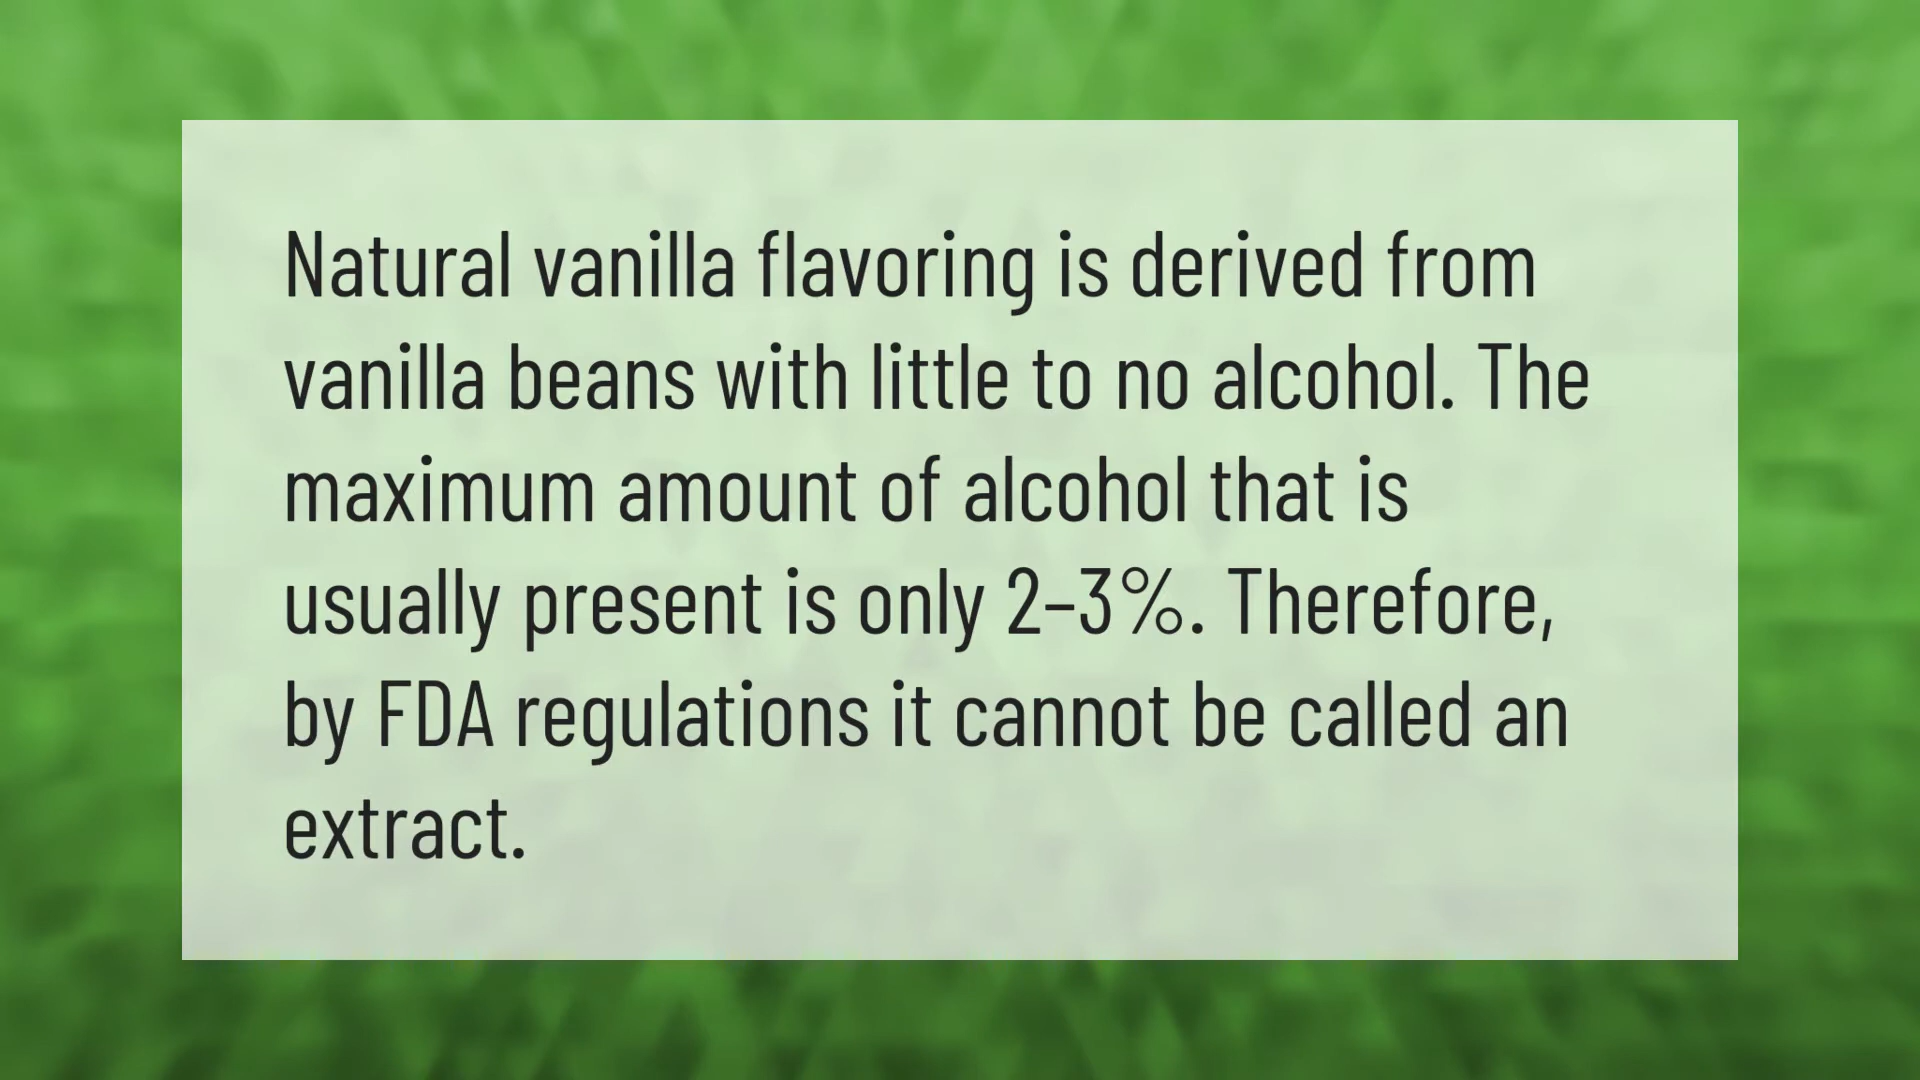 Natural vanilla flavoring is derived from
vanilla beans with little to no alcohol. The
maximum amount of alcohol that is
usually present is only 2–3%. Therefore,
by FDA regulations it cannot be called an
extract.